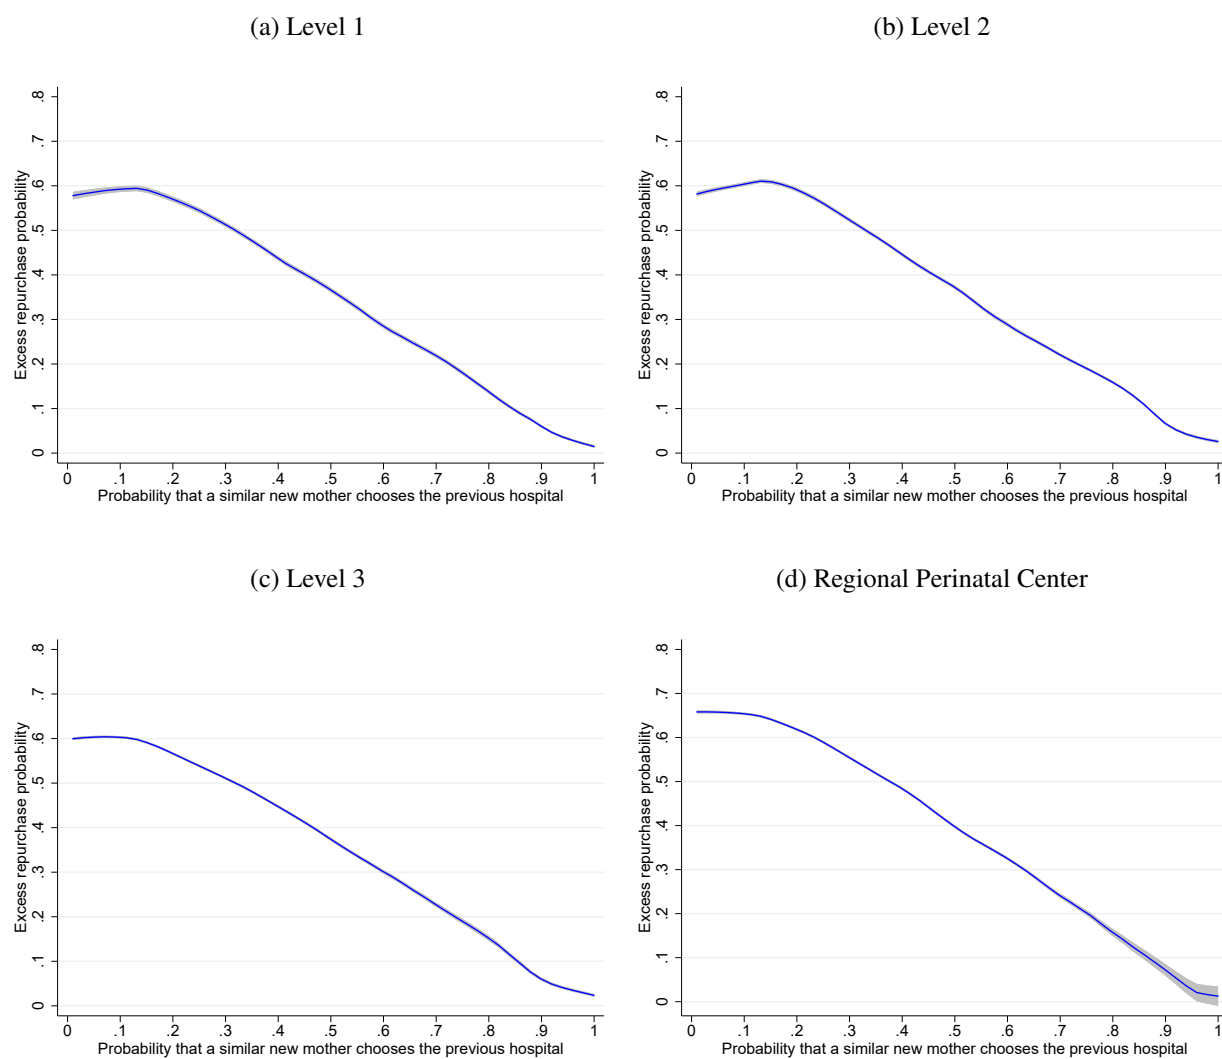 (a) Level 1
Excess repurchase probability
.8
.7
.6
.5
.4
.3
.2
.1
0
0 .1 .2 .3 .4 .5 .6 .7 .8 .9 1
Probability that a similar new mother chooses the previous hospital
(b) Level 2
Excess repurchase probability
.8
.7
.6
.5
.4
.3
.2
.1
0
0 .1 .2 .3 .4 .5 .6 .7 .8 .9 1
Probability that a similar new mother chooses the previous hospital
(c) Level 3
Excess repurchase probability
.8
.7
.6
.5
.4
.3
.2
.1
0
0 .1 .2 .3 .4 .5 .6 .7 .8 .9 1
Probability that a similar new mother chooses the previous hospital
(d) Regional Perinatal Center
Excess repurchase probability
.8
.7
.6
.5
.4
.3
.2
.1
0
0 .1 .2 .3 .4 .5 .6 .7 .8 .9 1
Probability that a similar new mother chooses the previous hospital